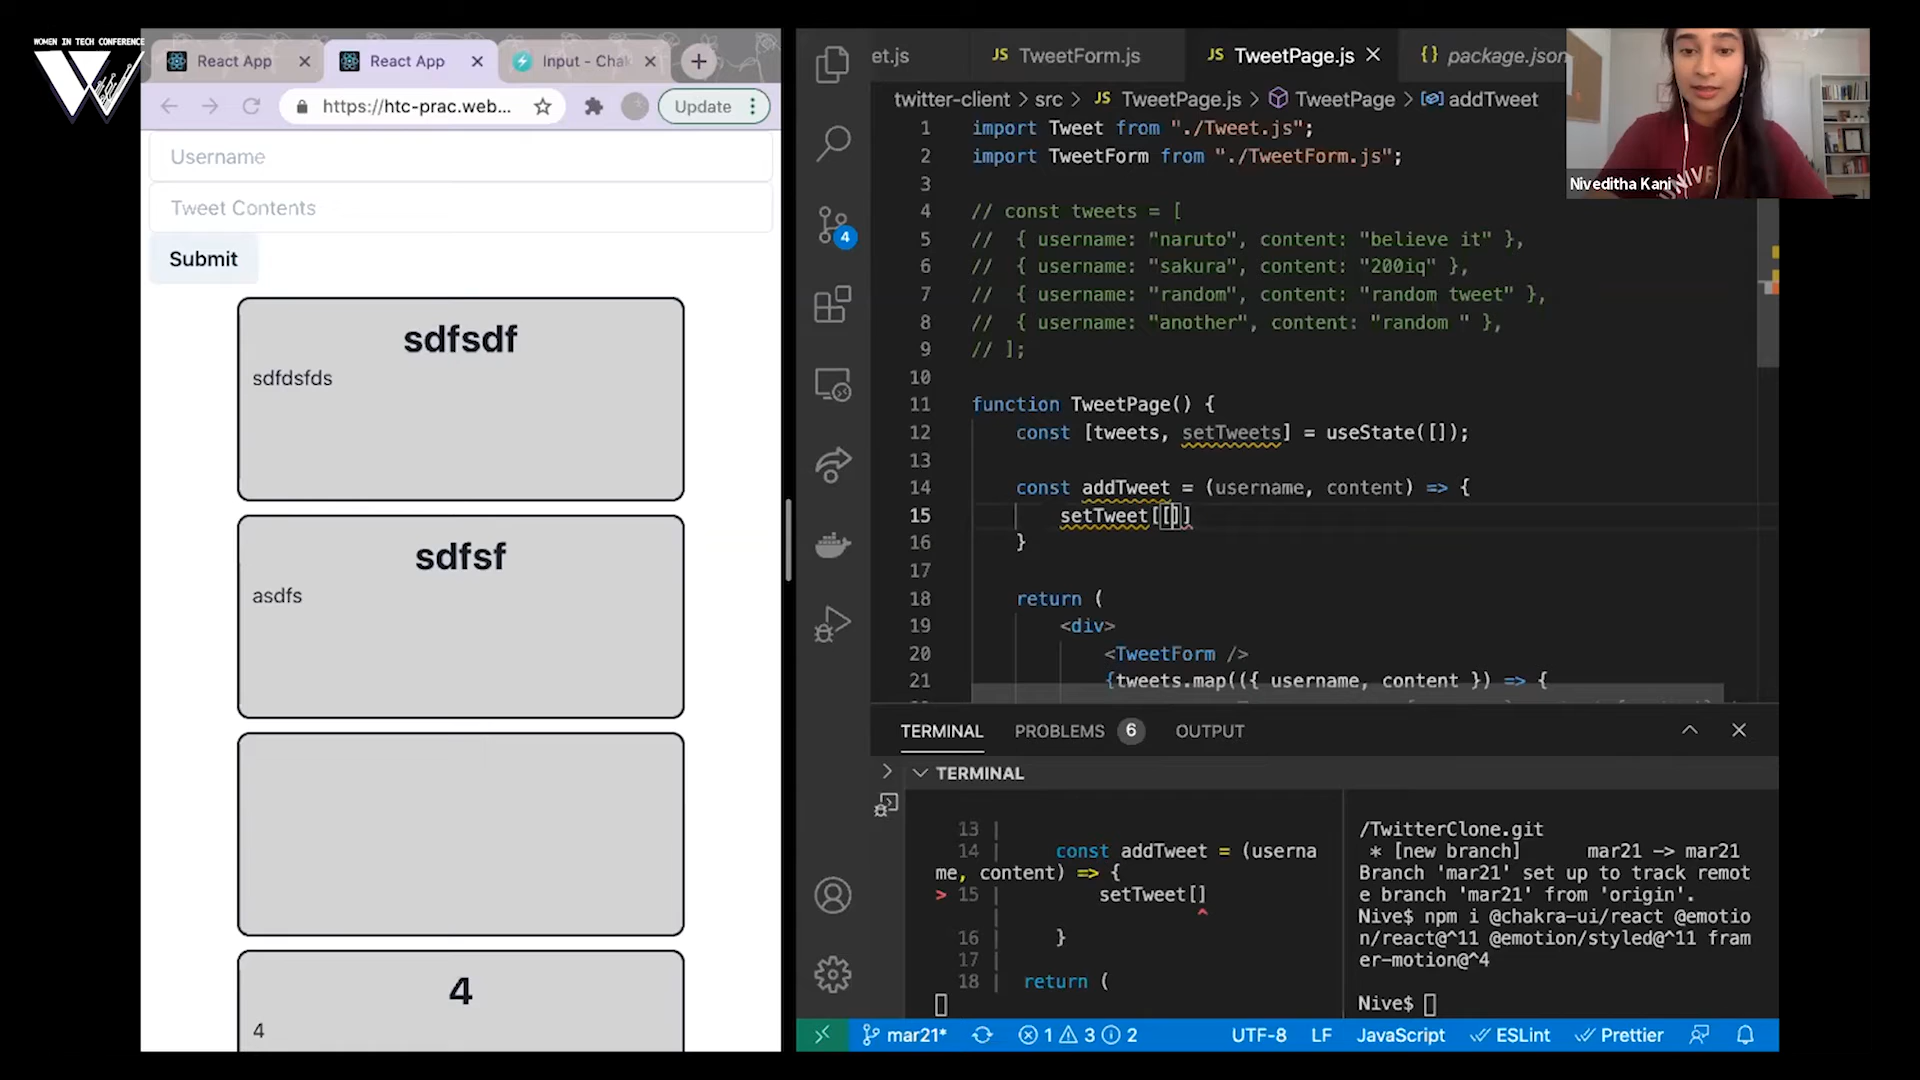 WOMEN IN TECH CONFERENCE
W
React App
React App
Input - Chak
https://htc-prac.web...
Update
Username
Tweet Contents
Submit
sdfsdf
sdfdsfds
sdfsf
asdfs
4
4
et.js
JS TweetForm.js
JS TweetPage.js
{} package.json
twitter-client > src > JS TweetPage.js > TweetPage > addTweet
4
1 import Tweet from "./Tweet.js";
2 import TweetForm from "./TweetForm.js";
3
4 // const tweets = [
5 //  { username: "naruto", content: "believe it" },
6 //  { username: "sakura", content: "200iq" },
7 //  { username: "random", content: "random tweet" },
8 //  { username: "another", content: "random " },
9 // ];
10
11 function TweetPage() {
12 const [tweets, setTweets] = useState([]);
13
14 const addTweet = (username, content) => {
15 setTweet[[]]
16 }
17
18 return (
19 <div>
20 <TweetForm />
21 {tweets.map(({ username, content }) => {
Niveditha Kani
TERMINAL
PROBLEMS 6
OUTPUT
TERMINAL
13 |
14 | const addTweet = (userna
me, content) => {
> 15 | setTweet[]
| ^
16 | }
17 |
18 | return (
/TwitterClone.git
* [new branch] mar21 -> mar21
Branch 'mar21' set up to track remot
e branch 'mar21' from 'origin'.
Nive$ npm i @chakra-ui/react @emotio
n/react@^11 @emotion/styled@^11 fram
er-motion@^4
Nive$
mar21*
1
3
2
UTF-8
LF
JavaScript
ESLint
Prettier